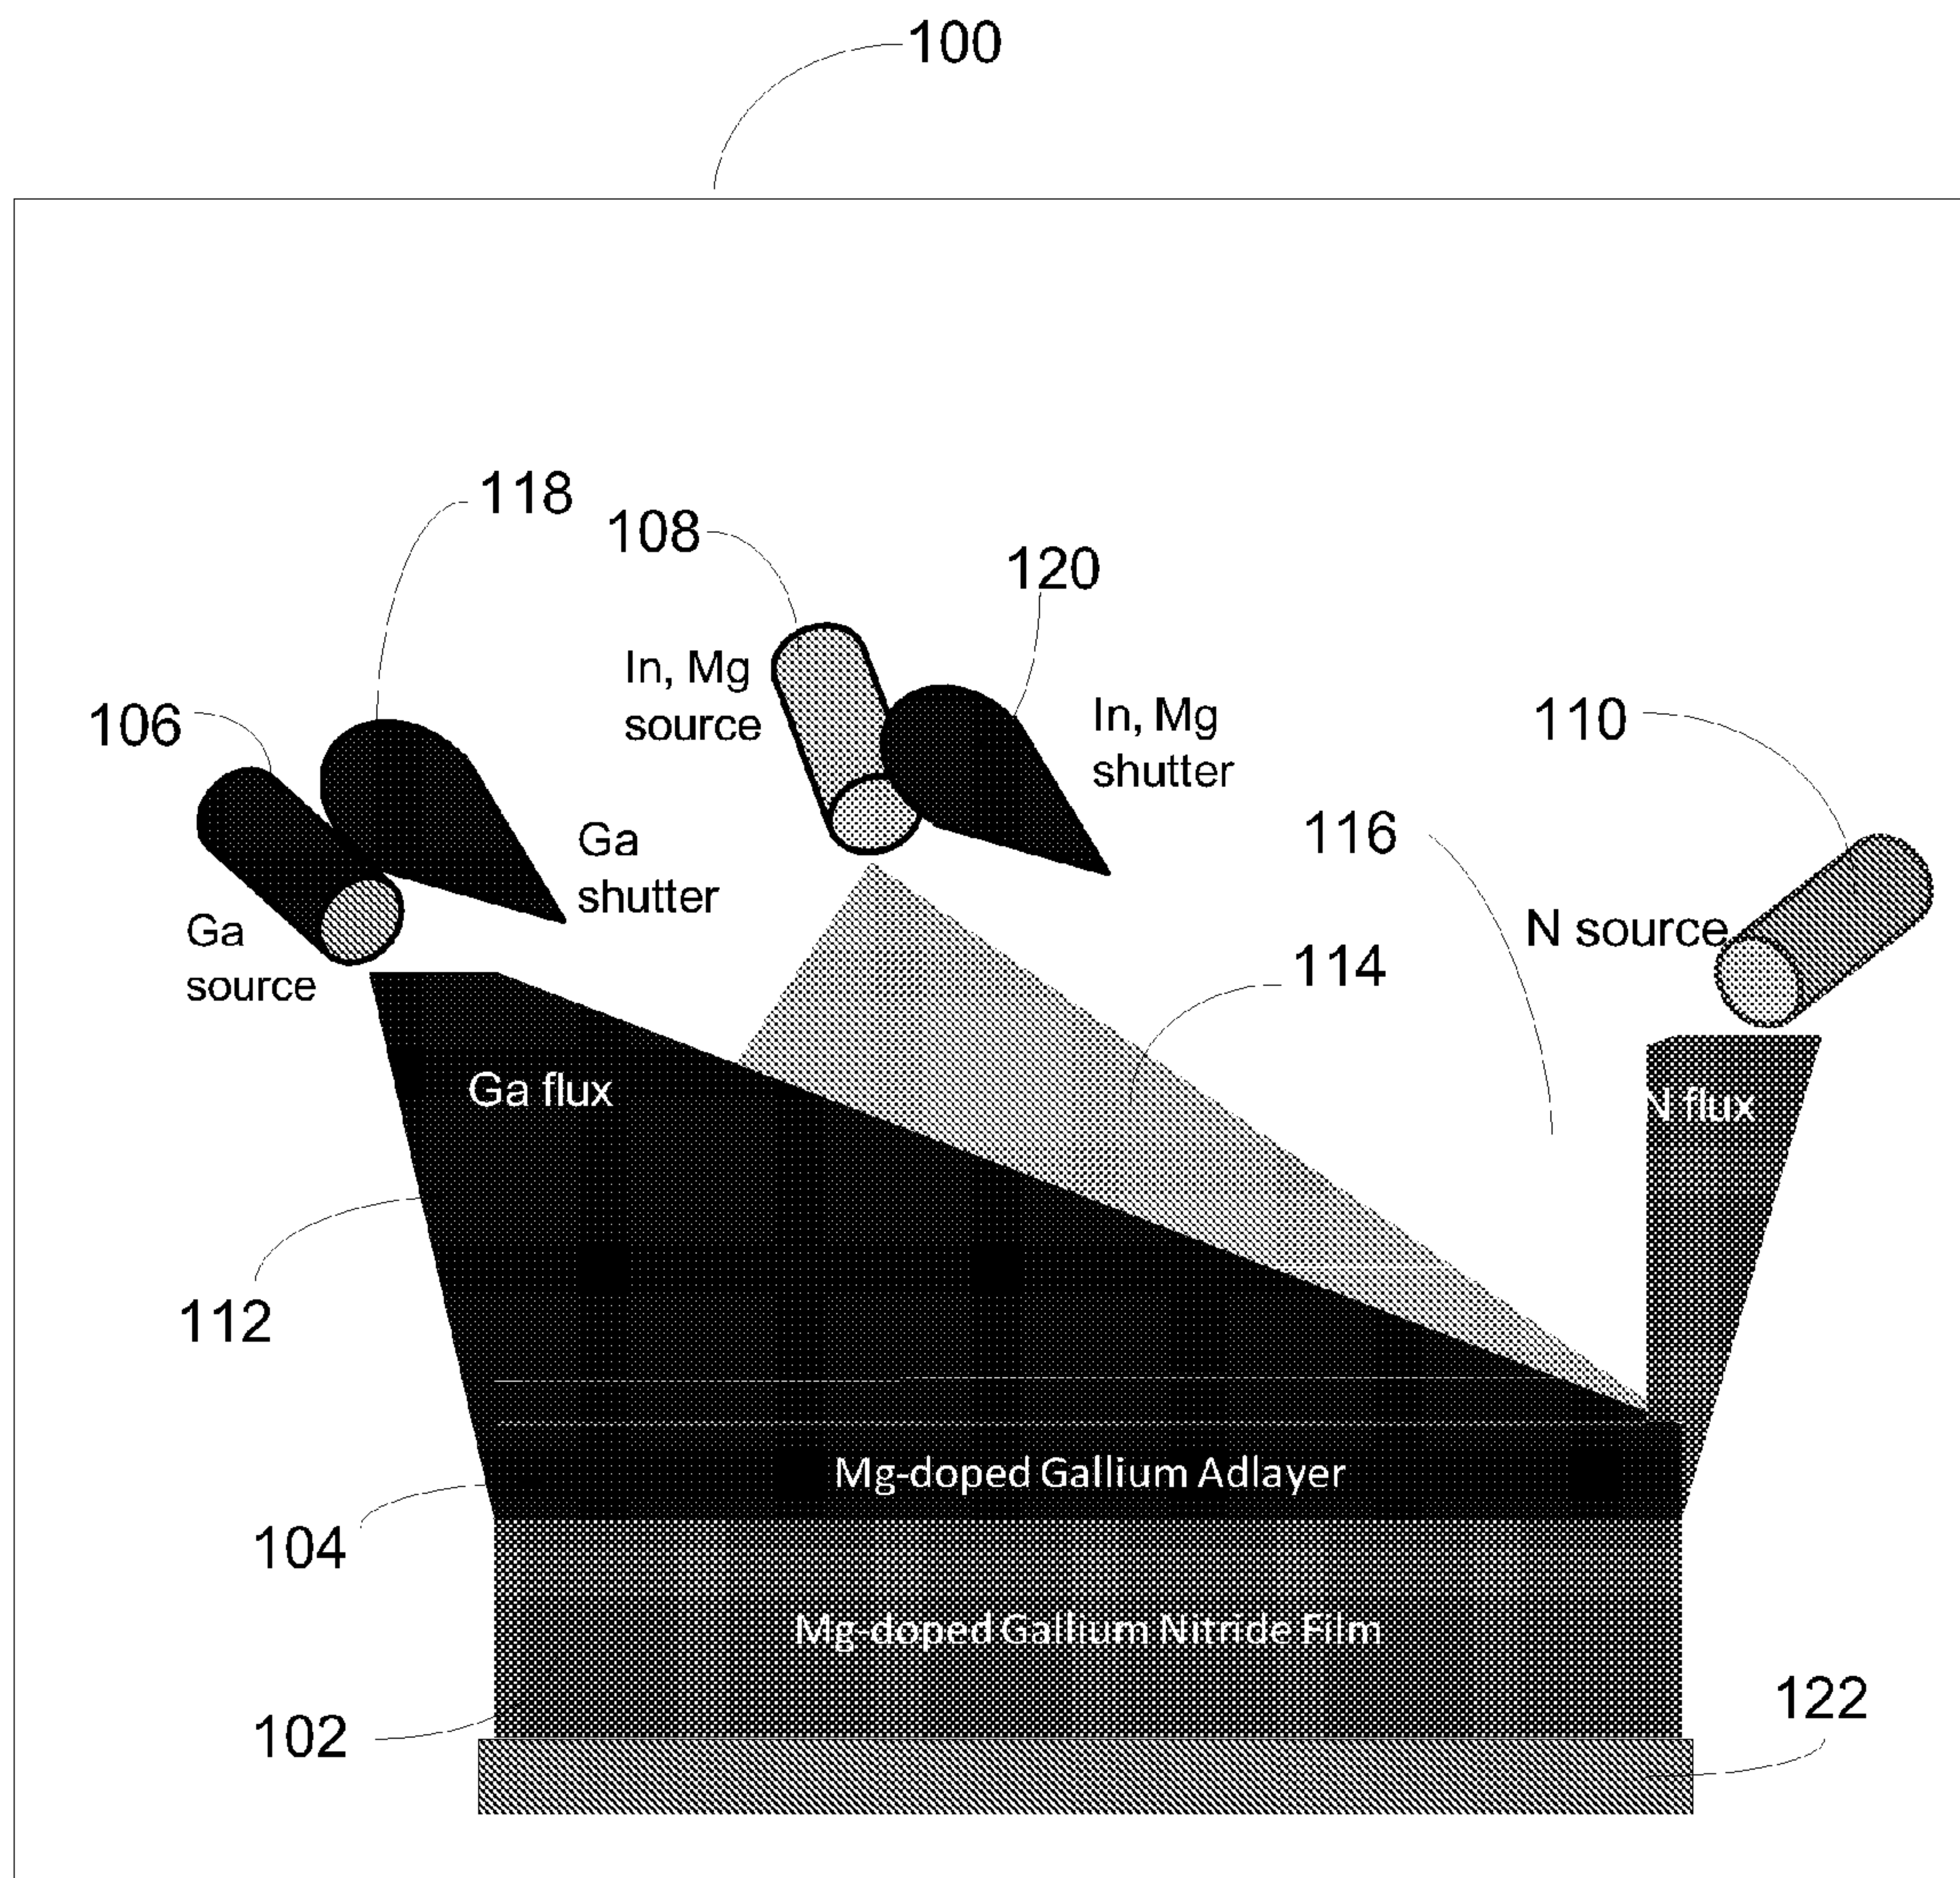 100
118
108
120
In, Mg
source
106
In, Mg
shutter
110
Ga
shutter
116
Ga
source
N source
114
Ga flux
N flux
112
Mg-doped Gallium Adlayer
104
Mg-doped Gallium Nitride Film
102
122